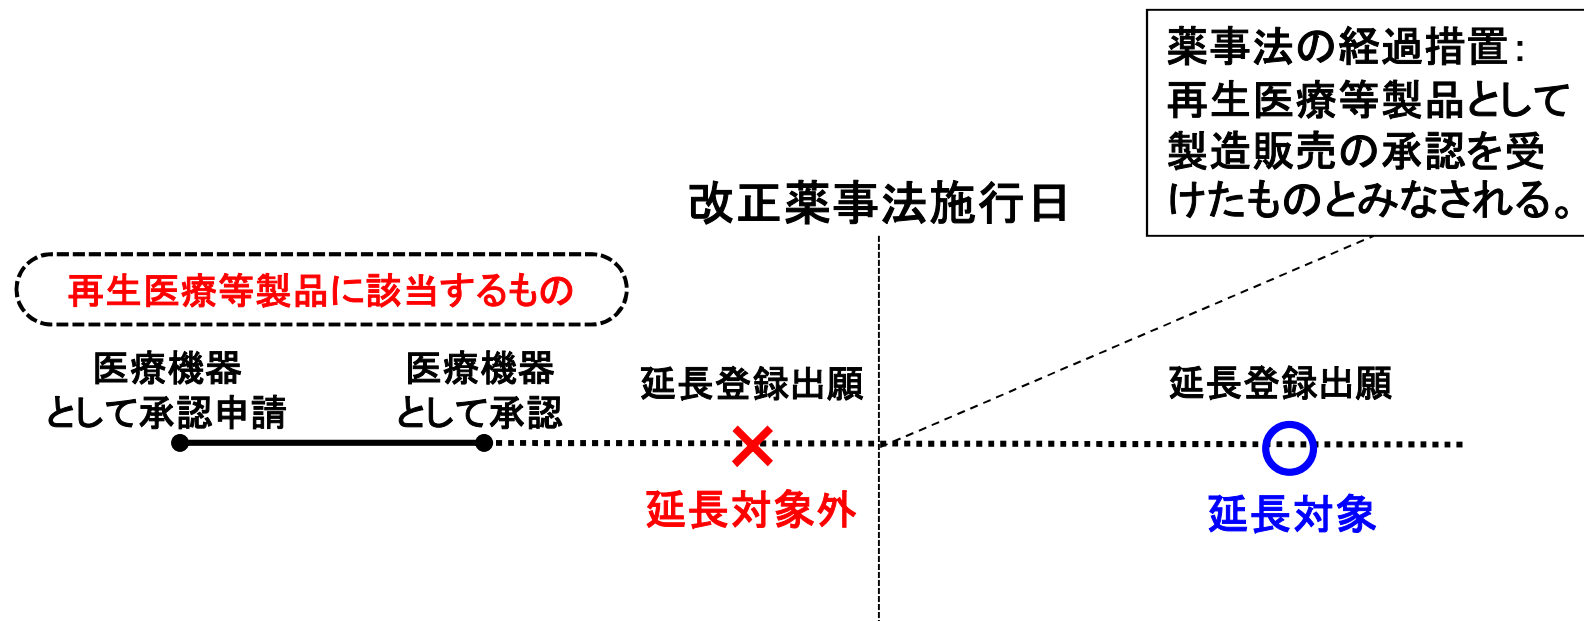 薬事法の経過措置：
再生医療等製品として
製造販売の承認を受
けたものとみなされる。
改正薬事法施行日
再生医療等製品に該当するもの
医療機器
として承認申請
医療機器
として承認
延長登録出願
延長登録出願
延長対象外
延長対象